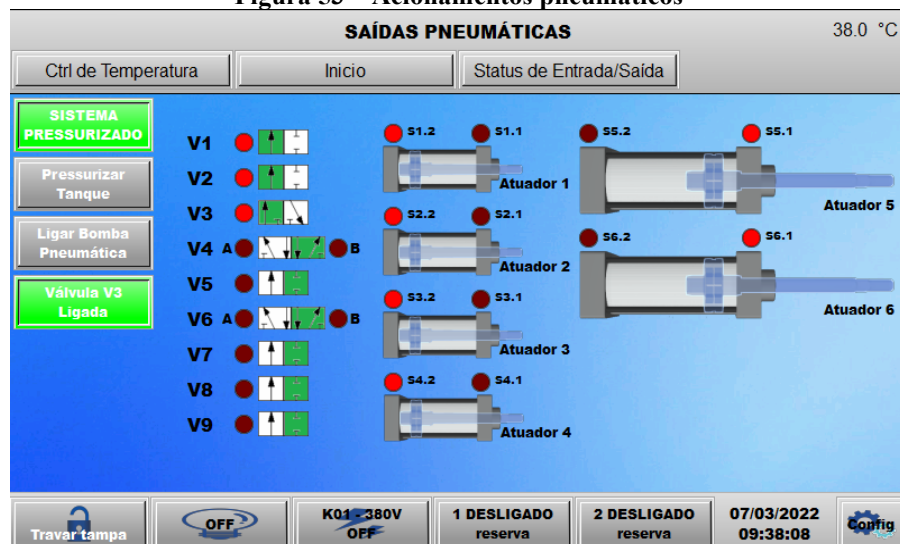 Figura 53 – Acionamentos pneumáticos
SAÍDAS PNEUMÁTICAS
38.0 °C
Ctrl de Temperatura
Inicio
Status de Entrada/Saída
SISTEMA
PRESSURIZADO
Pressurizar
Tanque
Ligar Bomba
Pneumática
Válvula V3
Ligada
V1
V2
V3
V4 A B
V5
V6 A B
V7
V8
V9
S1.2 S1.1
Atuador 1
S2.2 S2.1
Atuador 2
S3.2 S3.1
Atuador 3
S4.2 S4.1
Atuador 4
S5.2 S5.1
Atuador 5
S6.2 S6.1
Atuador 6
Travar tampa
OFF
K01 - 380V
OFF
1 DESLIGADO
reserva
2 DESLIGADO
reserva
07/03/2022
09:38:08
Config